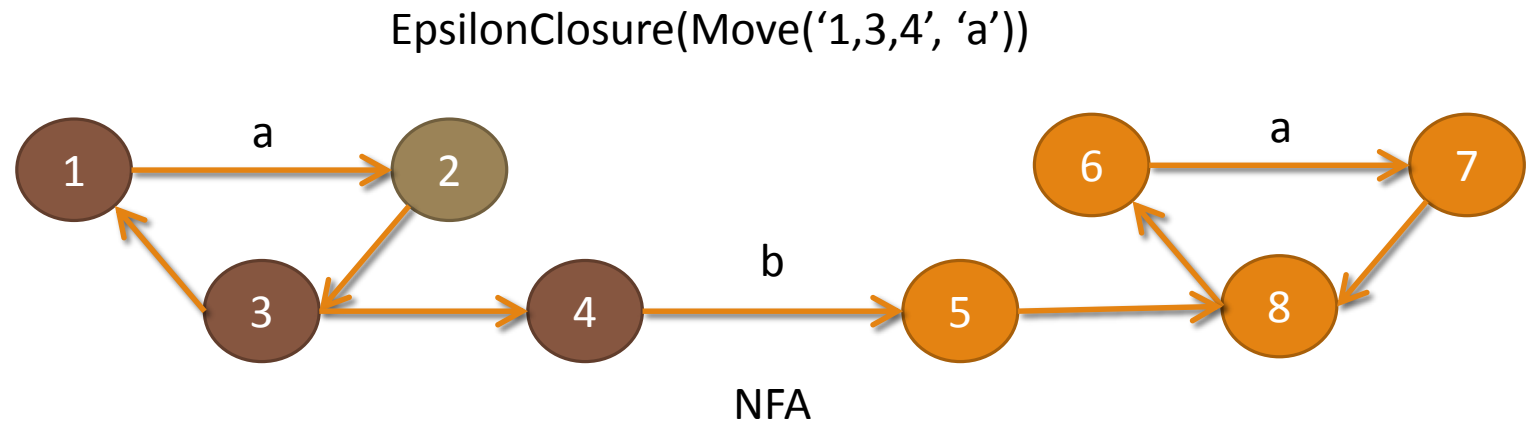 EpsilonClosure(Move(‘1,3,4’, ‘a’))
a
a
1
2
6
7
b
3
4
5
8
NFA